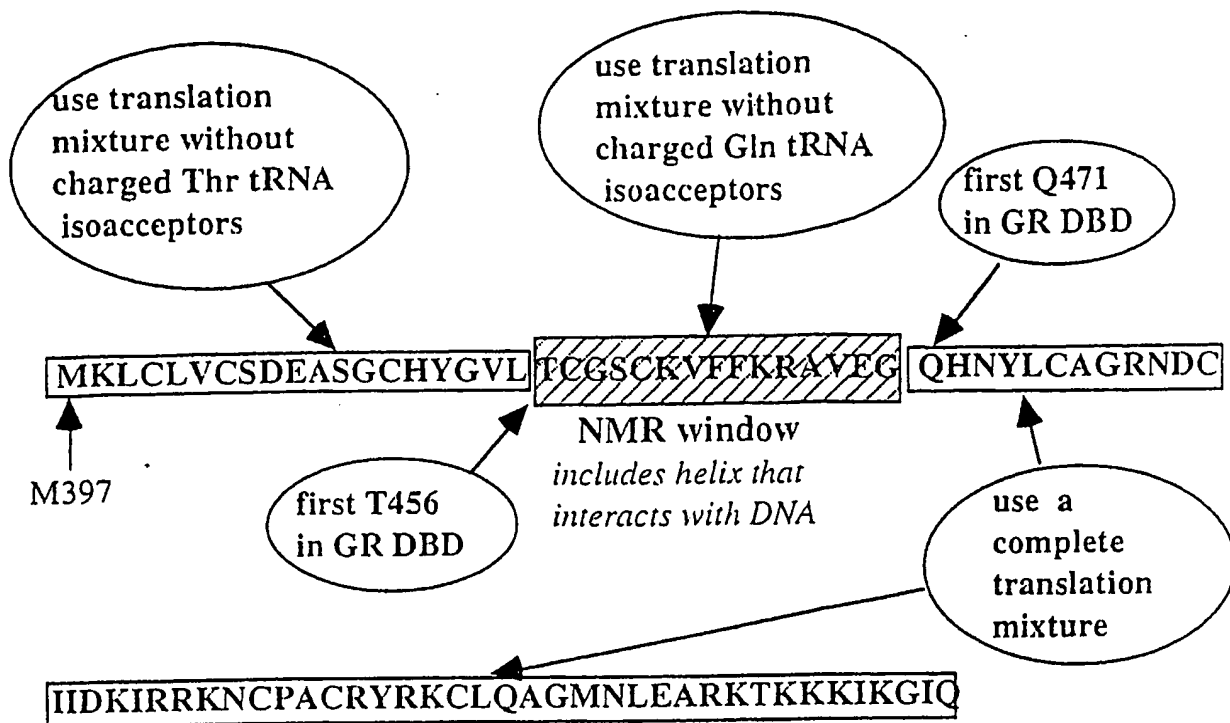 use translation
mixture without
charged Thr tRNA
isoacceptors
use translation
mixture without
charged Gln tRNA
isoacceptors
first Q471
in GR DBD
MKLCLVCSDEASGCHYGVL
TCGSCKVFFKRAVEG
QHNYLCAGRNDC
M397
first T456
in GR DBD
NMR window
includes helix that
interacts with DNA
use a
complete
translation
mixture
IIDKIRRKNCPACRYRKCLQAGMNLEARKTKKKIKGIQ